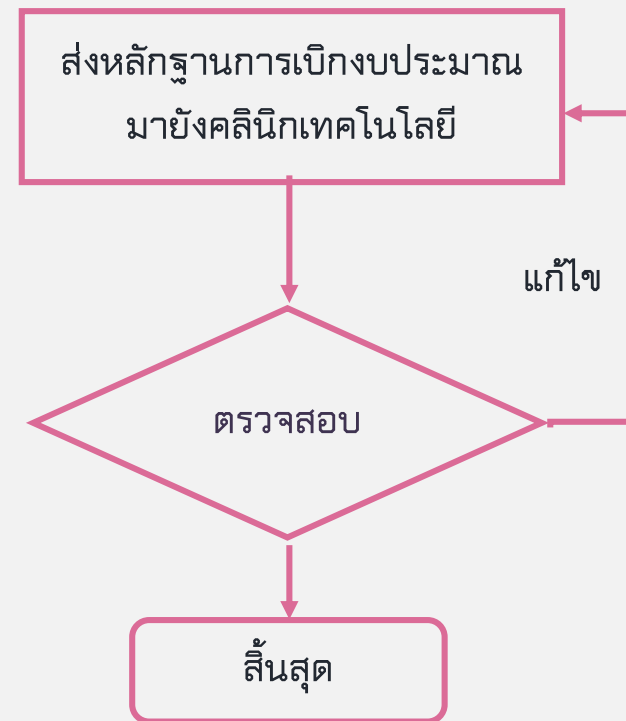 ส่งหลักฐานการเบิกงบประมาณ
มายังคลินิกเทคโนโลยี
แก้ไข
ตรวจสอบ
สิ้นสุด